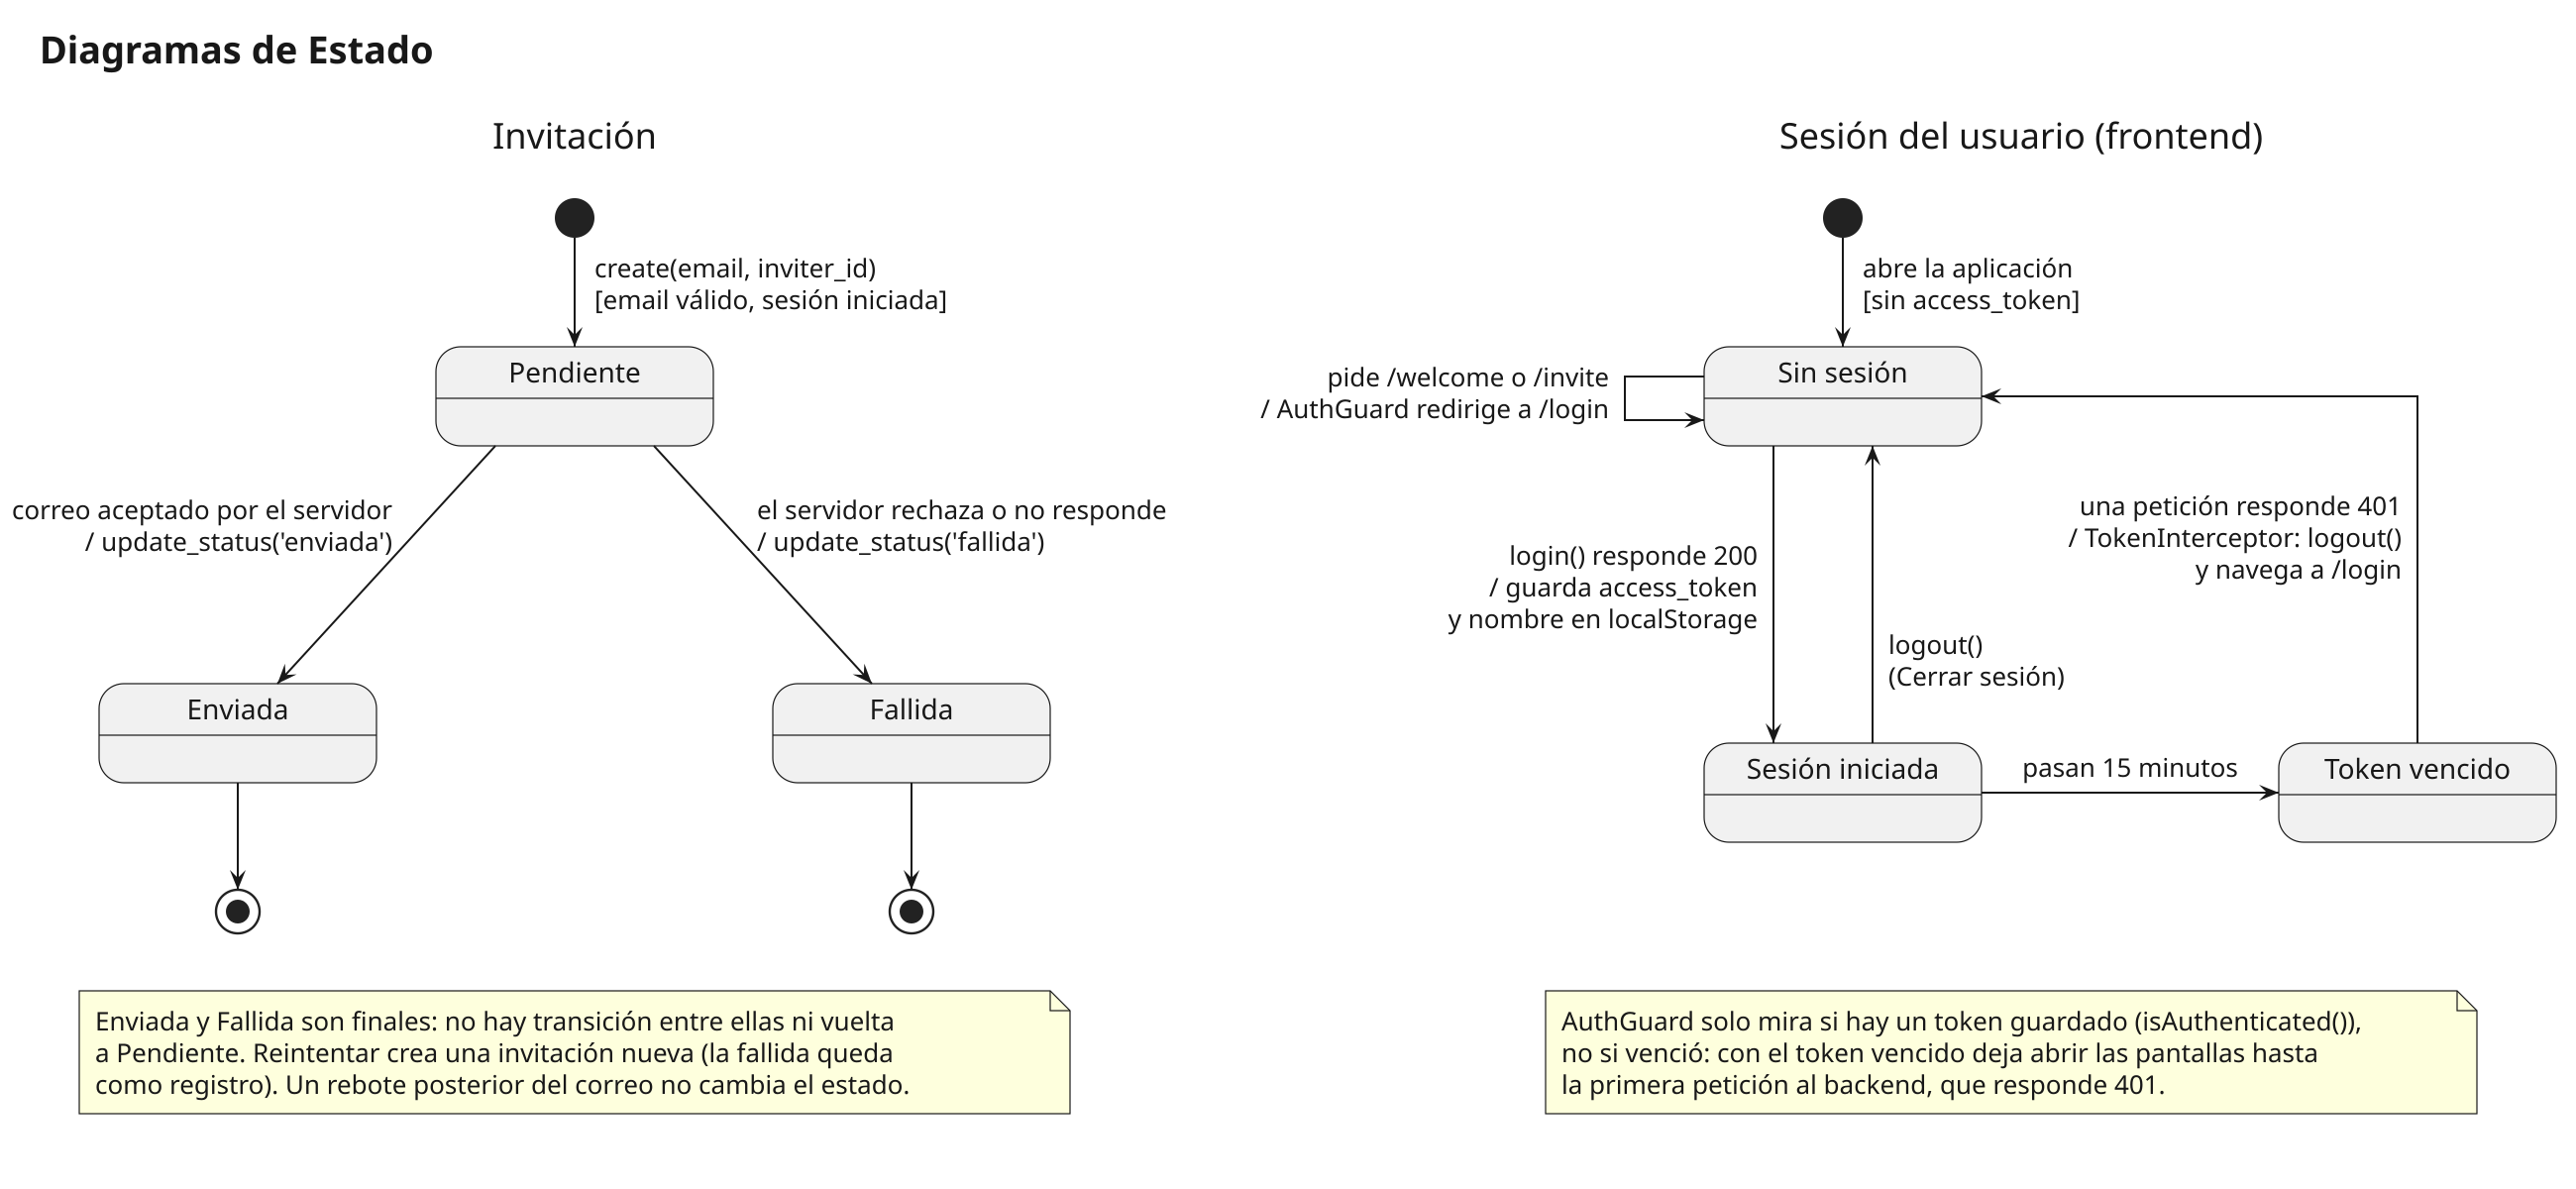 Diagramas de Estado
Invitación
create(email, inviter_id)
[email válido, sesión iniciada]
Pendiente
correo aceptado por el servidor
/ update_status('enviada')
el servidor rechaza o no responde
/ update_status('fallida')
Enviada
Fallida
Enviada y Fallida son finales: no hay transición entre ellas ni vuelta
a Pendiente. Reintentar crea una invitación nueva (la fallida queda
como registro). Un rebote posterior del correo no cambia el estado.
Sesión del usuario (frontend)
abre la aplicación
[sin access_token]
Sin sesión
pide /welcome o /invite
/ AuthGuard redirige a /login
login() responde 200
/ guarda access_token
y nombre en localStorage
logout()
(Cerrar sesión)
una petición responde 401
/ TokenInterceptor: logout()
y navega a /login
Sesión iniciada
pasan 15 minutos
Token vencido
AuthGuard solo mira si hay un token guardado (isAuthenticated()),
no si venció: con el token vencido deja abrir las pantallas hasta
la primera petición al backend, que responde 401.